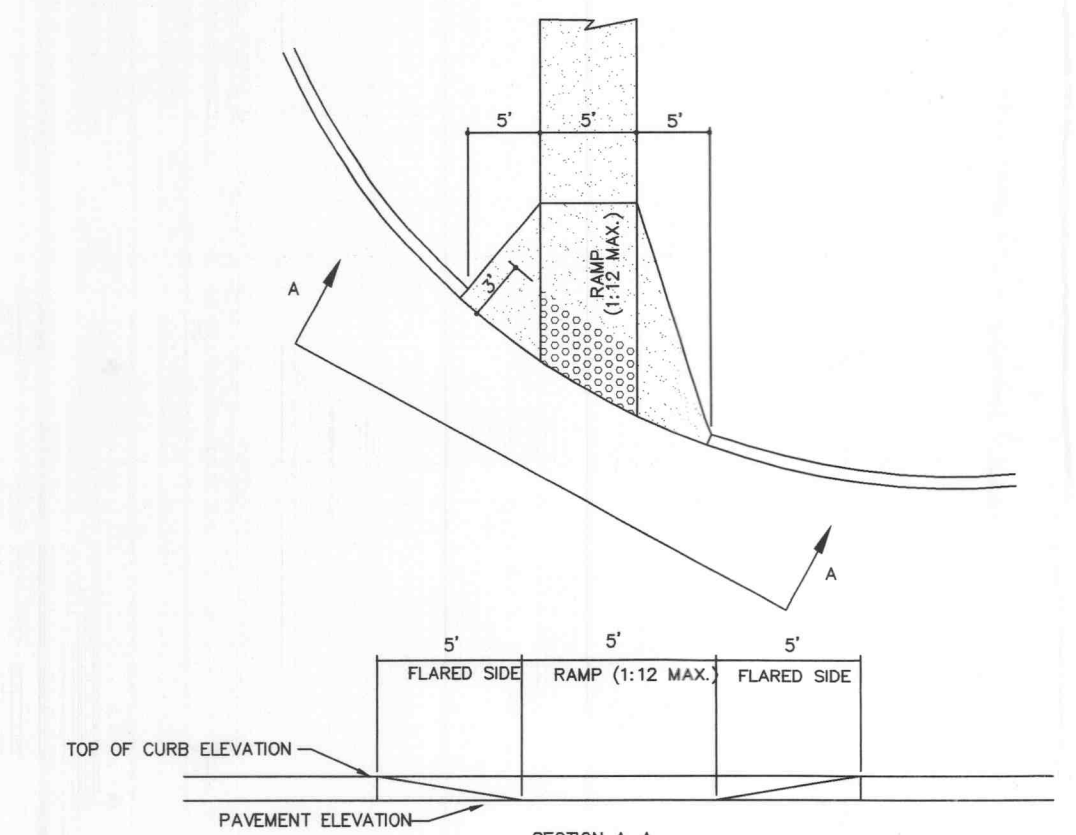 5' 5' 5'
RAMP
(1:12 MAX.)
3'
A
A
5' 5' 5'
FLARED SIDE RAMP (1:12 MAX.) FLARED SIDE
TOP OF CURB ELEVATION
PAVEMENT ELEVATION
SECTION A-A